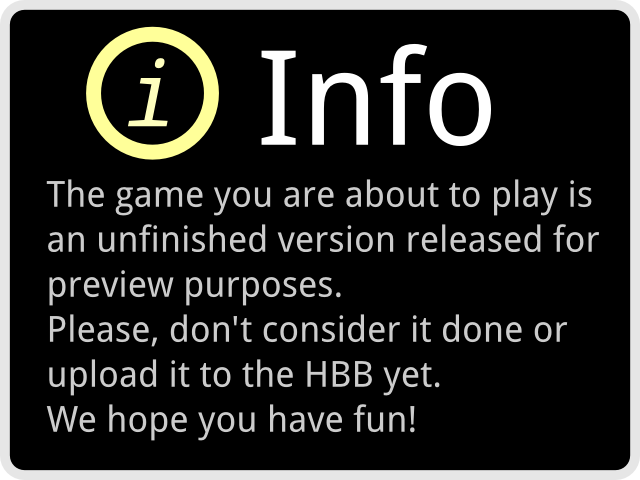 i Info
The game you are about to play is
an unfinished version released for
preview purposes.
Please, don't consider it done or
upload it to the HBB yet.
We hope you have fun!